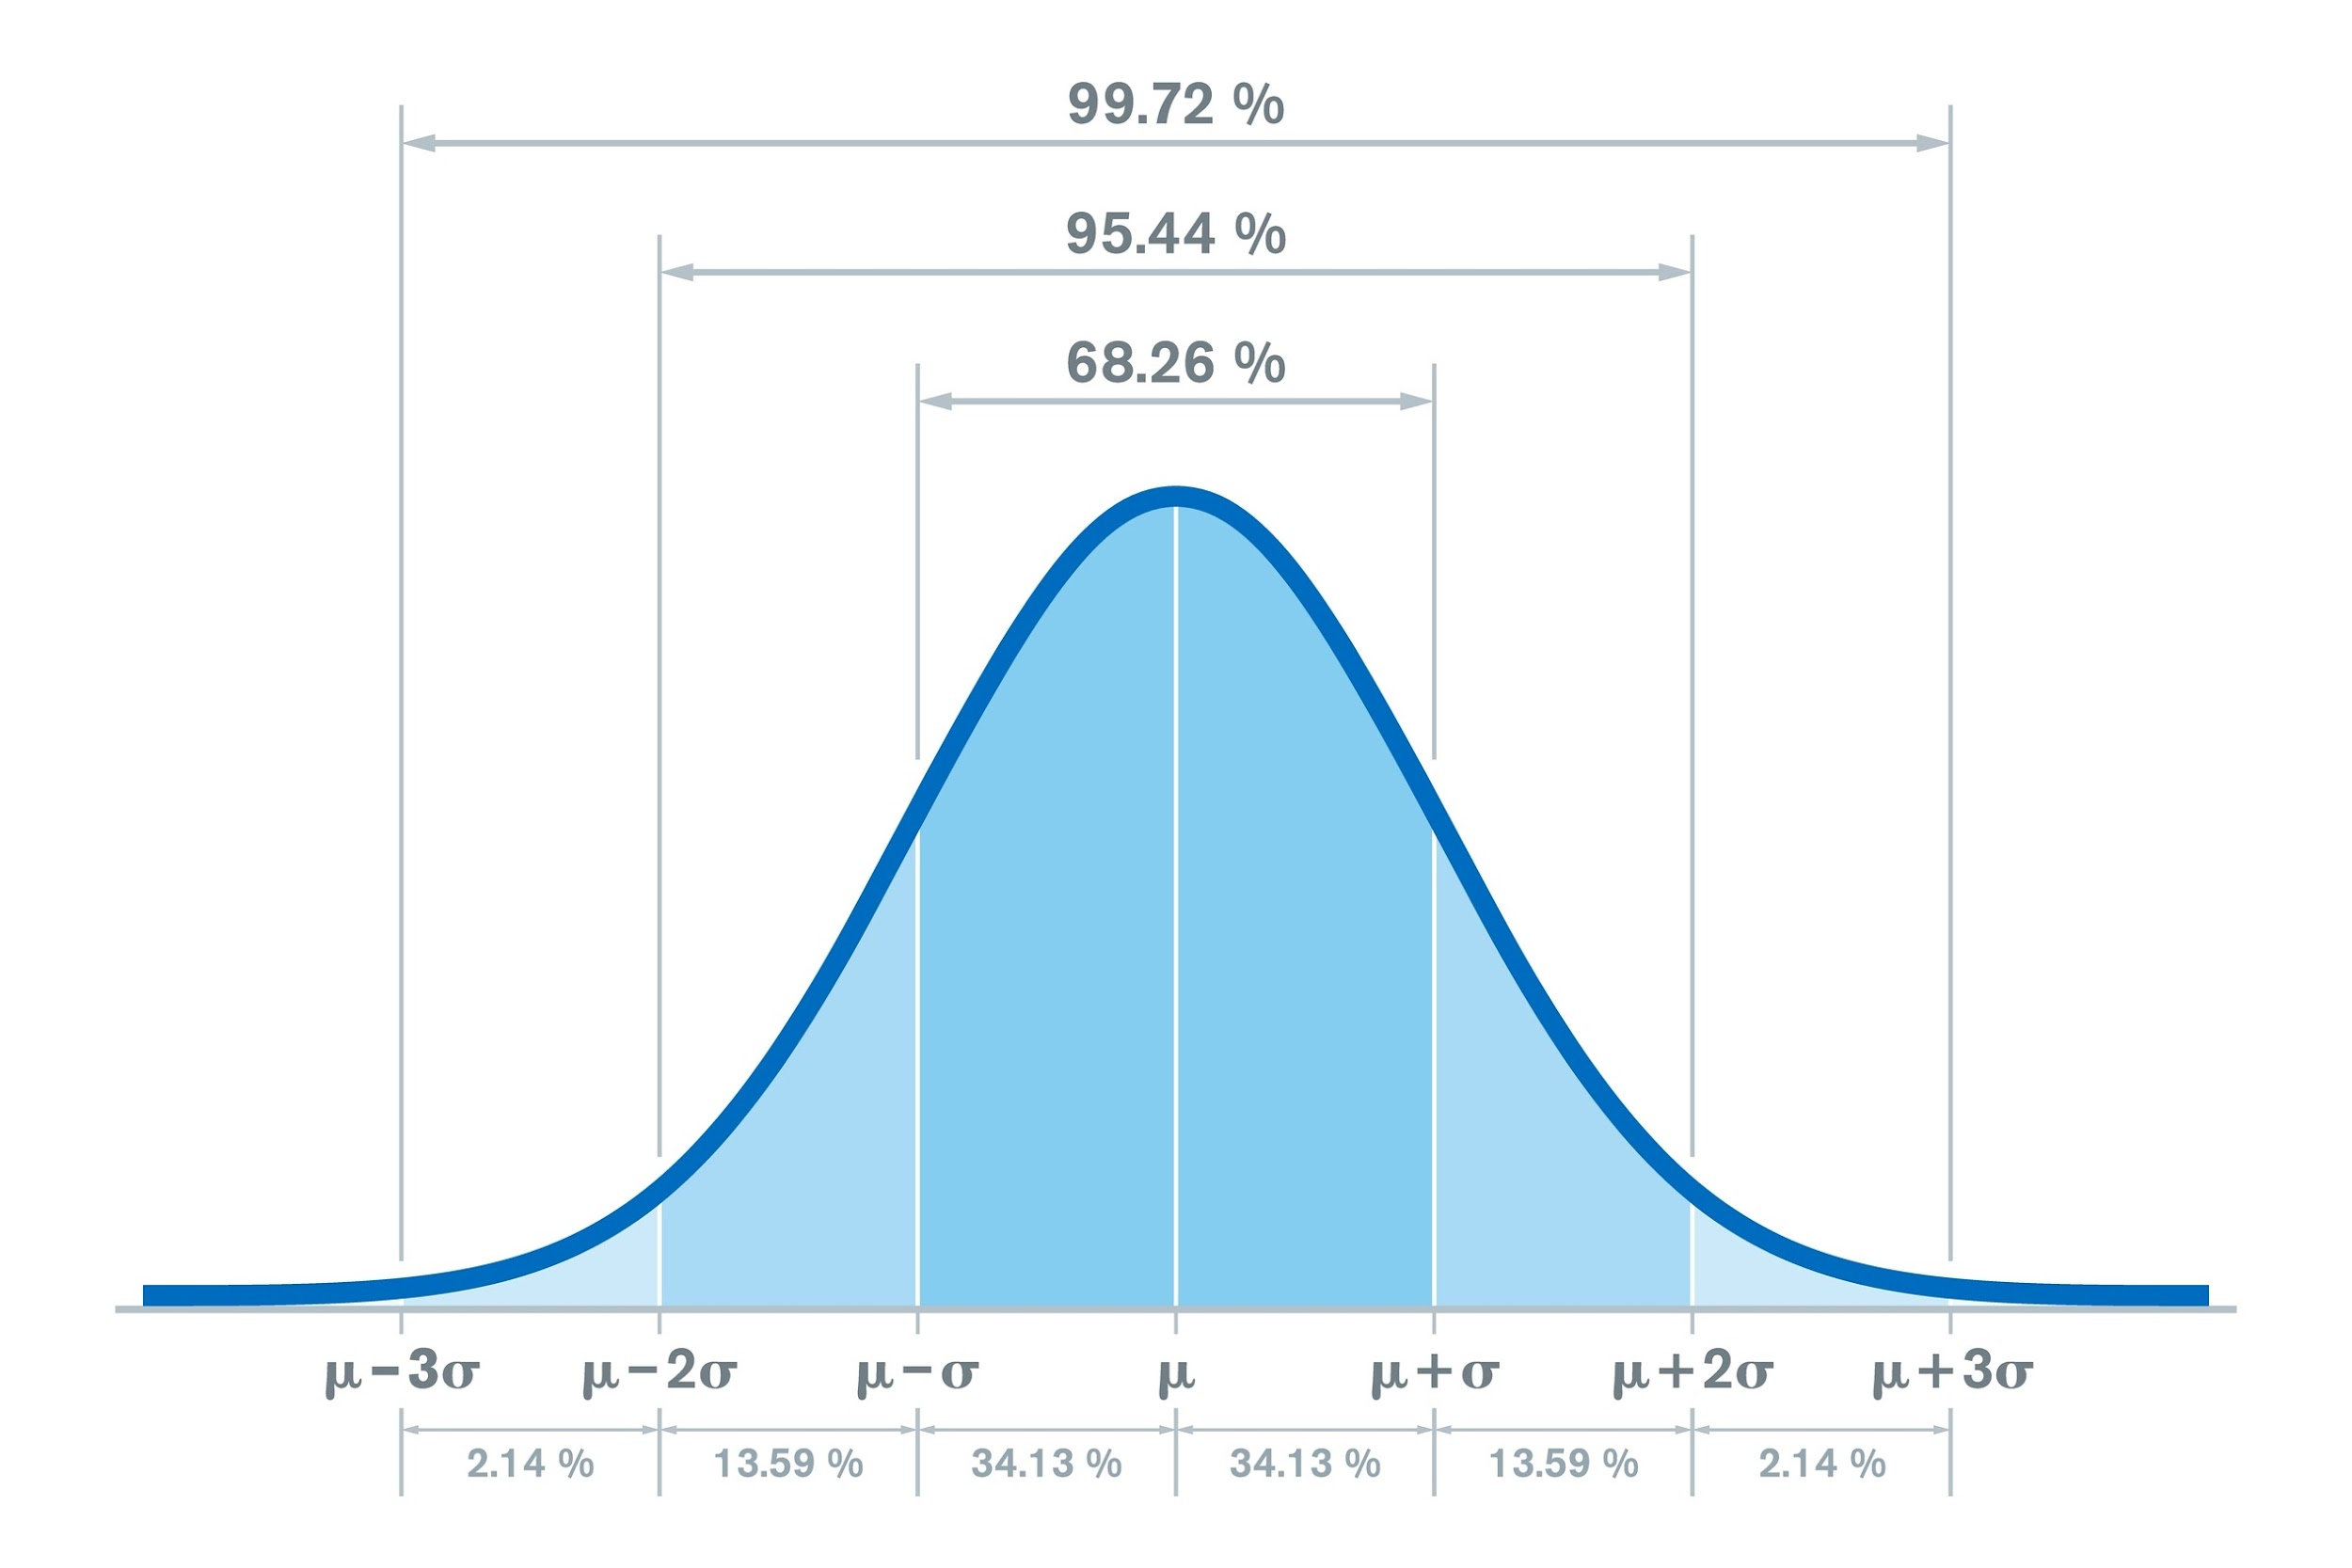 99.72 %
95.44 %
68.26 %
μ−3σ μ−2σ μ−σ μ μ+σ μ+2σ μ+3σ
2.14 % 13.59 % 34.13 % 34.13 % 13.59 % 2.14 %